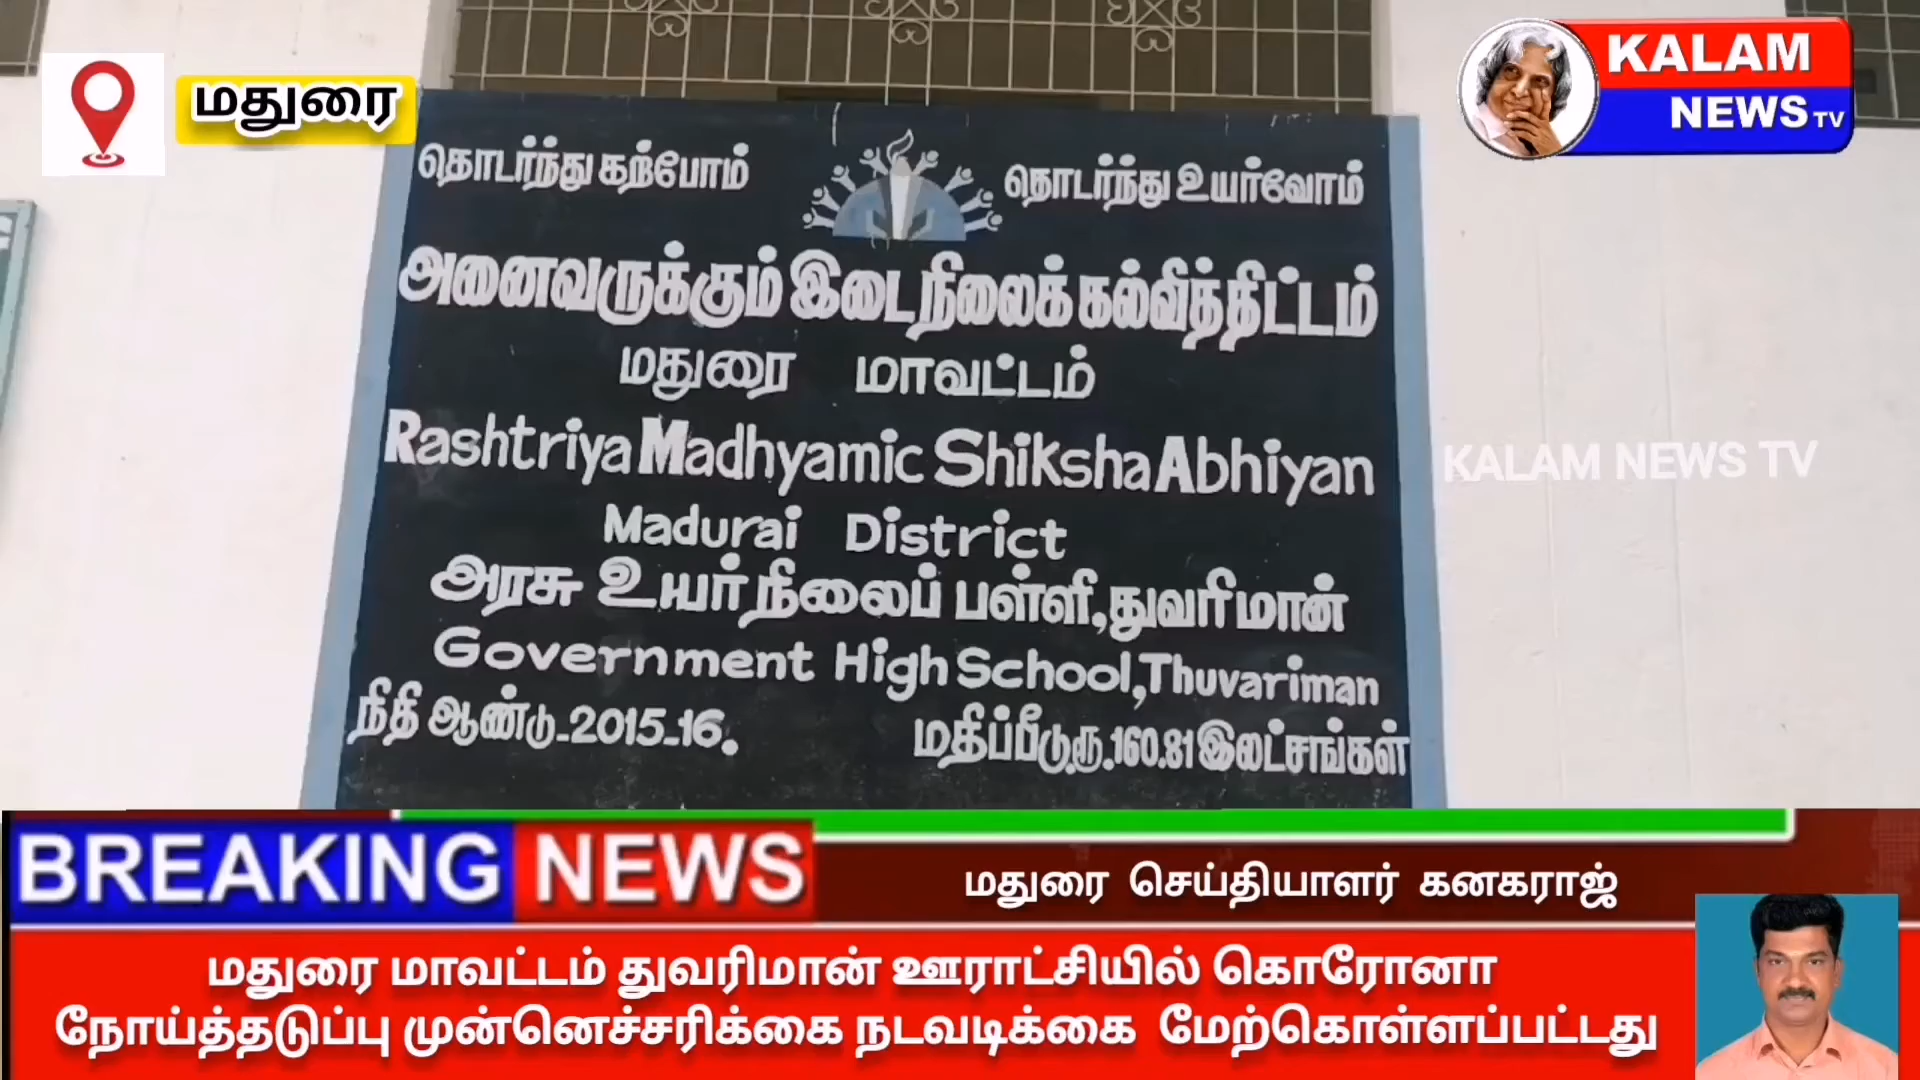 மதுரை
KALAM
NEWS TV
தொடர்ந்து கற்போம்
தொடர்ந்து உயர்வோம்
அனைவருக்கும் இடைநிலைக் கல்வித்திட்டம்
மதுரை மாவட்டம்
Rashtriya Madhyamic Shiksha Abhiyan
KALAM NEWS TV
Madurai District
அரசு உயர்நிலைப் பள்ளி,துவரிமான்
Government High School,Thuvariman
நிதி ஆண்டு-2015-16.
மதிப்பீடு.ரூ.160.81இலட்சங்கள்
BREAKING NEWS
மதுரை செய்தியாளர் கனகராஜ்
மதுரை மாவட்டம் துவரிமான் ஊராட்சியில் கொரோனா
நோய்த்தடுப்பு முன்னெச்சரிக்கை நடவடிக்கை மேற்கொள்ளப்பட்டது